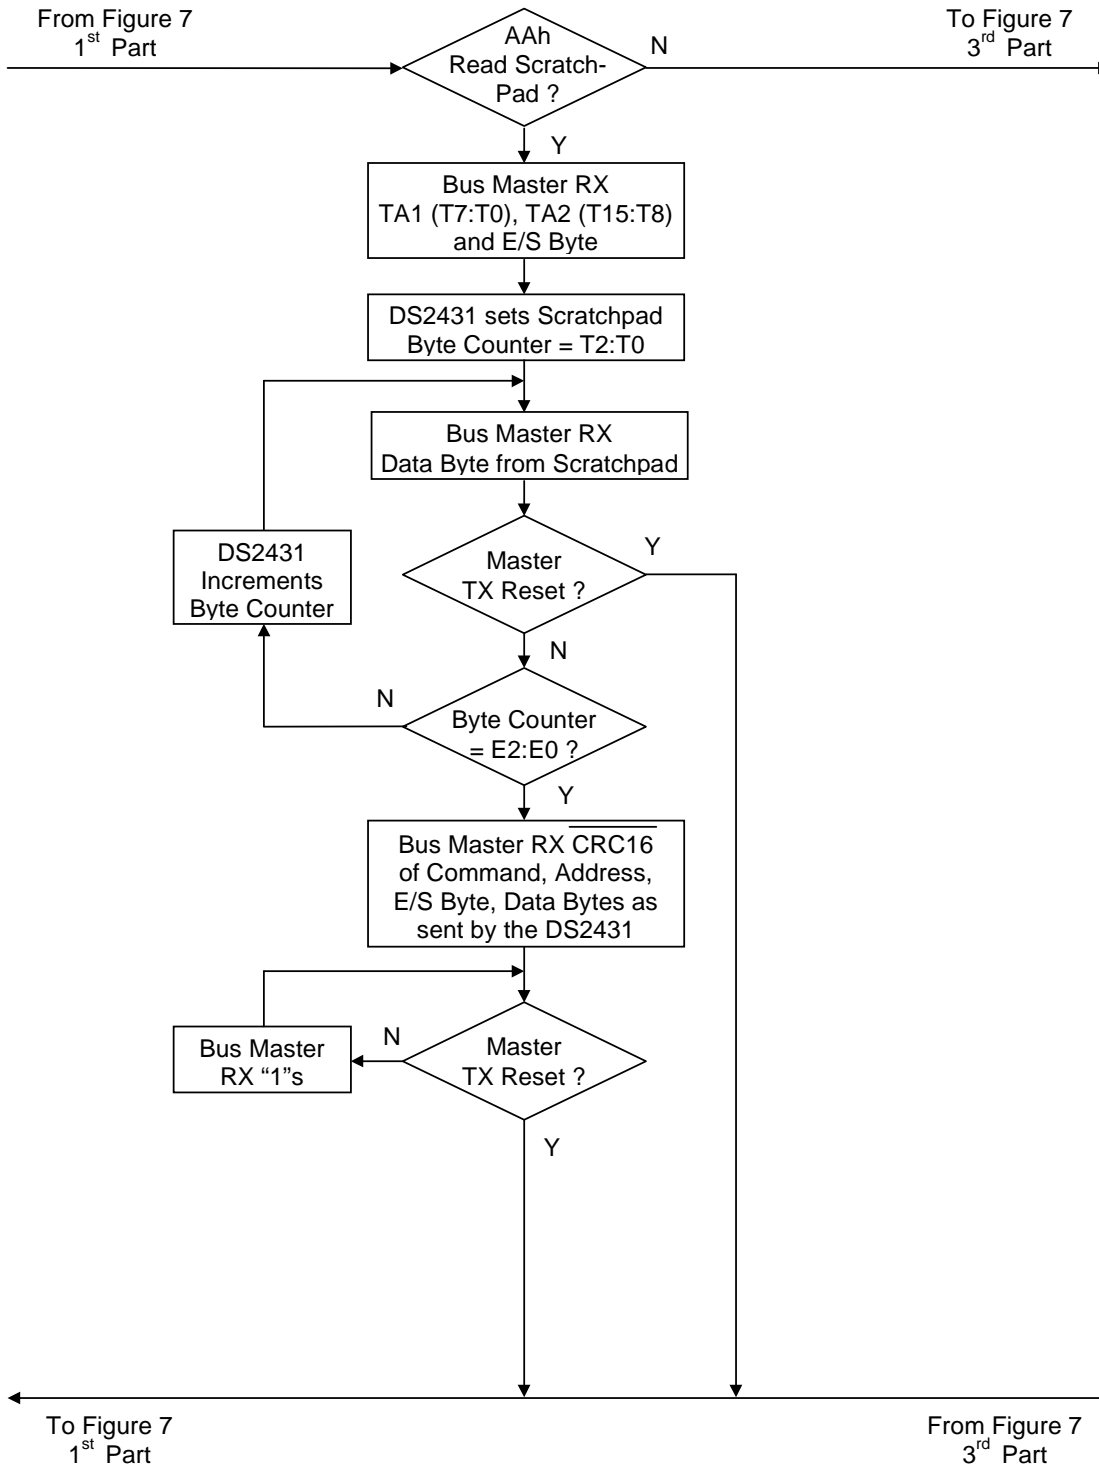 From Figure 7
1st Part
To Figure 7
3rd Part
AAh
Read Scratch-
Pad ?
N
Y
Bus Master RX
TA1 (T7:T0), TA2 (T15:T8)
and E/S Byte
DS2431 sets Scratchpad
Byte Counter = T2:T0
Bus Master RX
Data Byte from Scratchpad
DS2431
Increments
Byte Counter
Master
TX Reset ?
Y
N
N
Byte Counter
= E2:E0 ?
Y
Bus Master RX CRC16
of Command, Address,
E/S Byte, Data Bytes as
sent by the DS2431
Bus Master
RX “1”s
N
Master
TX Reset ?
Y
To Figure 7
1st Part
From Figure 7
3rd Part